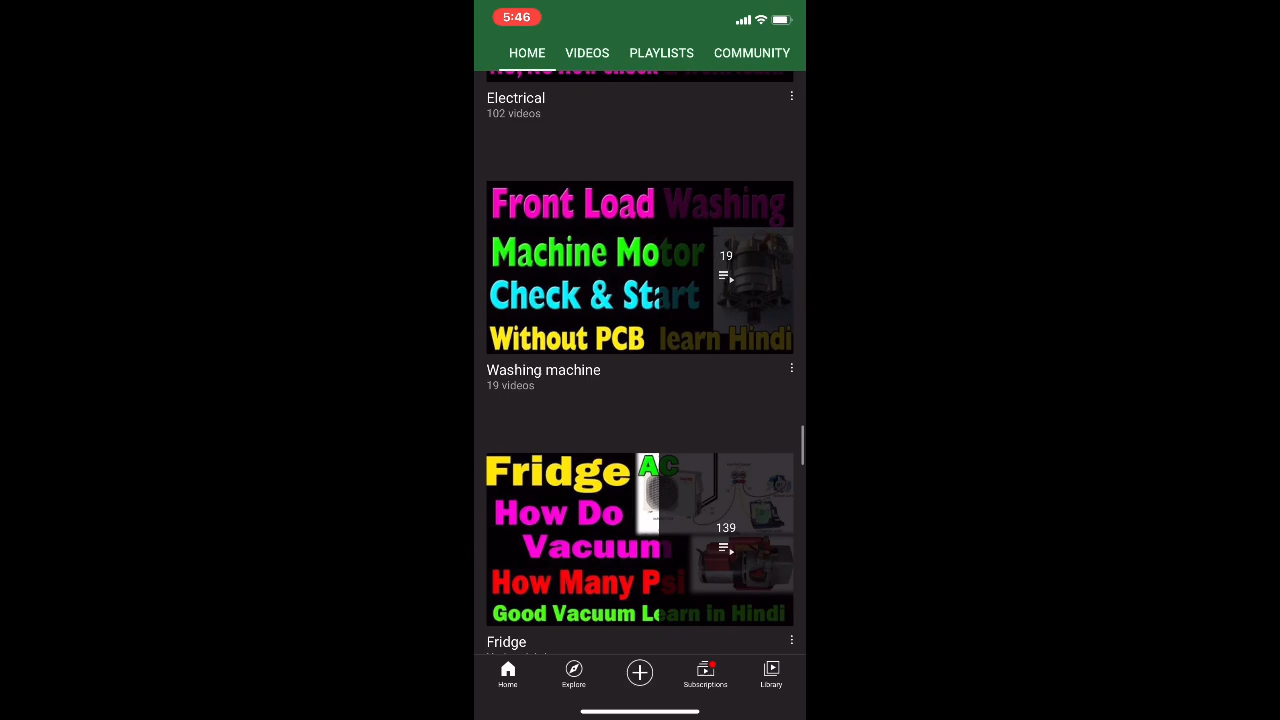 5:46
HOME VIDEOS PLAYLISTS COMMUNITY
Electrical
102 videos
Front Load Washing
Machine Motor
Check & Start
Without PCB learn Hindi
19
Washing machine
19 videos
Fridge AC
How Do
Vacuum
How Many Psi
Good Vacuum Learn in Hindi
139
Fridge
Home Explore Subscriptions Library